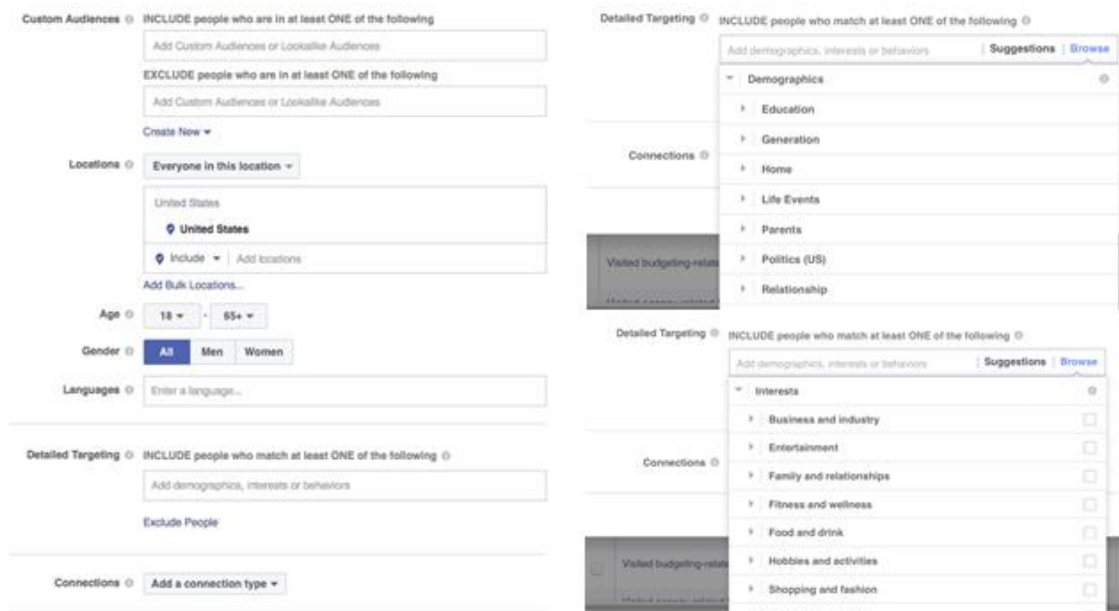 Custom Audiences INCLUDE people who are in at least ONE of the following
Add Custom Audiences or Lookalike Audiences
EXCLUDE people who are in at least ONE of the following
Add Custom Audiences or Lookalike Audiences
Create New
Locations Everyone in this location
United States
United States
Include Add locations
Add Bulk Locations...
Age 18 - 65+
Gender All Men Women
Languages Enter a language...
Detailed Targeting INCLUDE people who match at least ONE of the following
Add demographics, interests or behaviors
Exclude People
Connections Add a connection type
Detailed Targeting INCLUDE people who match at least ONE of the following
Add demographics, interests or behaviors Suggestions Browse
Demographics
Education
Generation
Connections
Home
Life Events
Parents
Visited budgeting-relate
Politics (US)
Relationship
Detailed Targeting INCLUDE people who match at least ONE of the following
Add demographics, interests or behaviors Suggestions Browse
Interests
Business and industry
Entertainment
Connections
Family and relationships
Fitness and wellness
Food and drink
Visited budgeting-relate
Hobbies and activities
Shopping and fashion